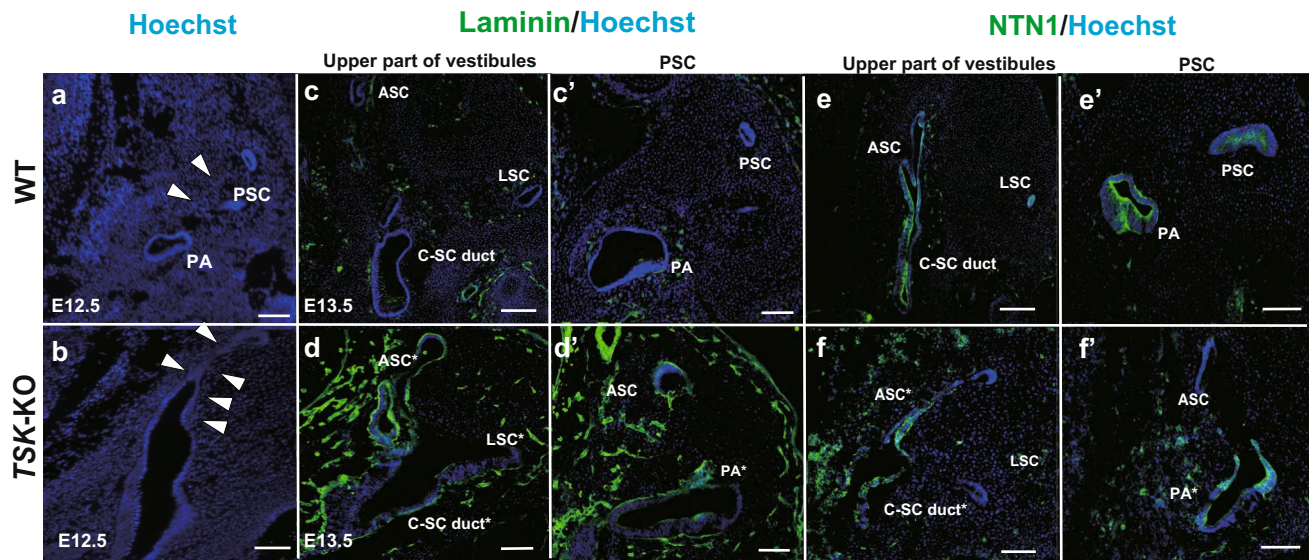 Hoechst
Laminin/Hoechst
NTN1/Hoechst
Upper part of vestibules
PSC
Upper part of vestibules
PSC
WT
a
PSC
PA
E12.5
c
ASC
LSC
C-SC duct
E13.5
c'
PSC
PA
e
ASC
LSC
C-SC duct
e'
PSC
PA
TSK-KO
b
E12.5
d
ASC*
LSC*
C-SC duct*
E13.5
d'
ASC
PA*
f
ASC*
LSC
C-SC duct*
f'
ASC
PA*